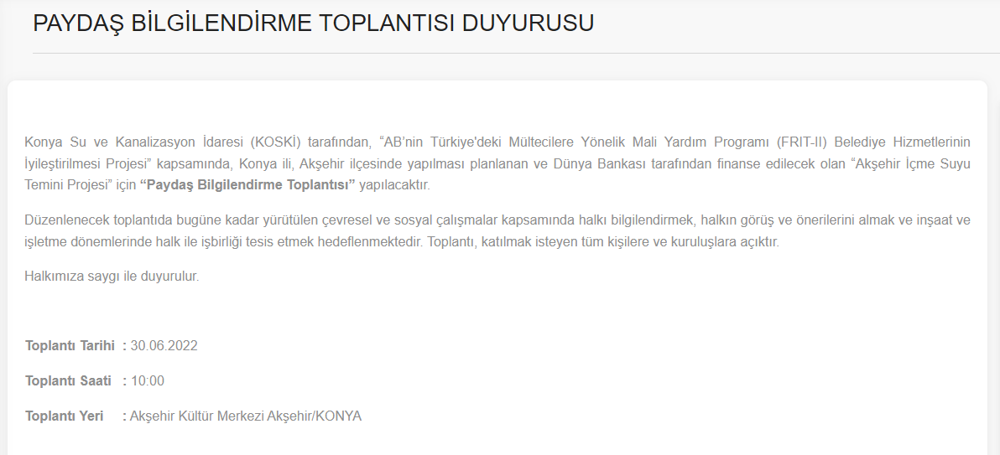 PAYDAŞ BİLGİLENDİRME TOPLANTISI DUYURUSU
Konya Su ve Kanalizasyon İdaresi (KOSKİ) tarafından, “AB’nin Türkiye'deki Mültecilere Yönelik Mali Yardım Programı (FRIT-II) Belediye Hizmetlerinin
İyileştirilmesi Projesi” kapsamında, Konya ili, Akşehir ilçesinde yapılması planlanan ve Dünya Bankası tarafından finanse edilecek olan “Akşehir İçme Suyu
Temini Projesi” için “Paydaş Bilgilendirme Toplantısı” yapılacaktır.
Düzenlenecek toplantıda bugüne kadar yürütülen çevresel ve sosyal çalışmalar kapsamında halkı bilgilendirmek, halkın görüş ve önerilerini almak ve inşaat ve
işletme dönemlerinde halk ile işbirliği tesis etmek hedeflenmektedir. Toplantı, katılmak isteyen tüm kişilere ve kuruluşlara açıktır.
Halkımıza saygı ile duyurulur.
Toplantı Tarihi : 30.06.2022
Toplantı Saati : 10:00
Toplantı Yeri : Akşehir Kültür Merkezi Akşehir/KONYA